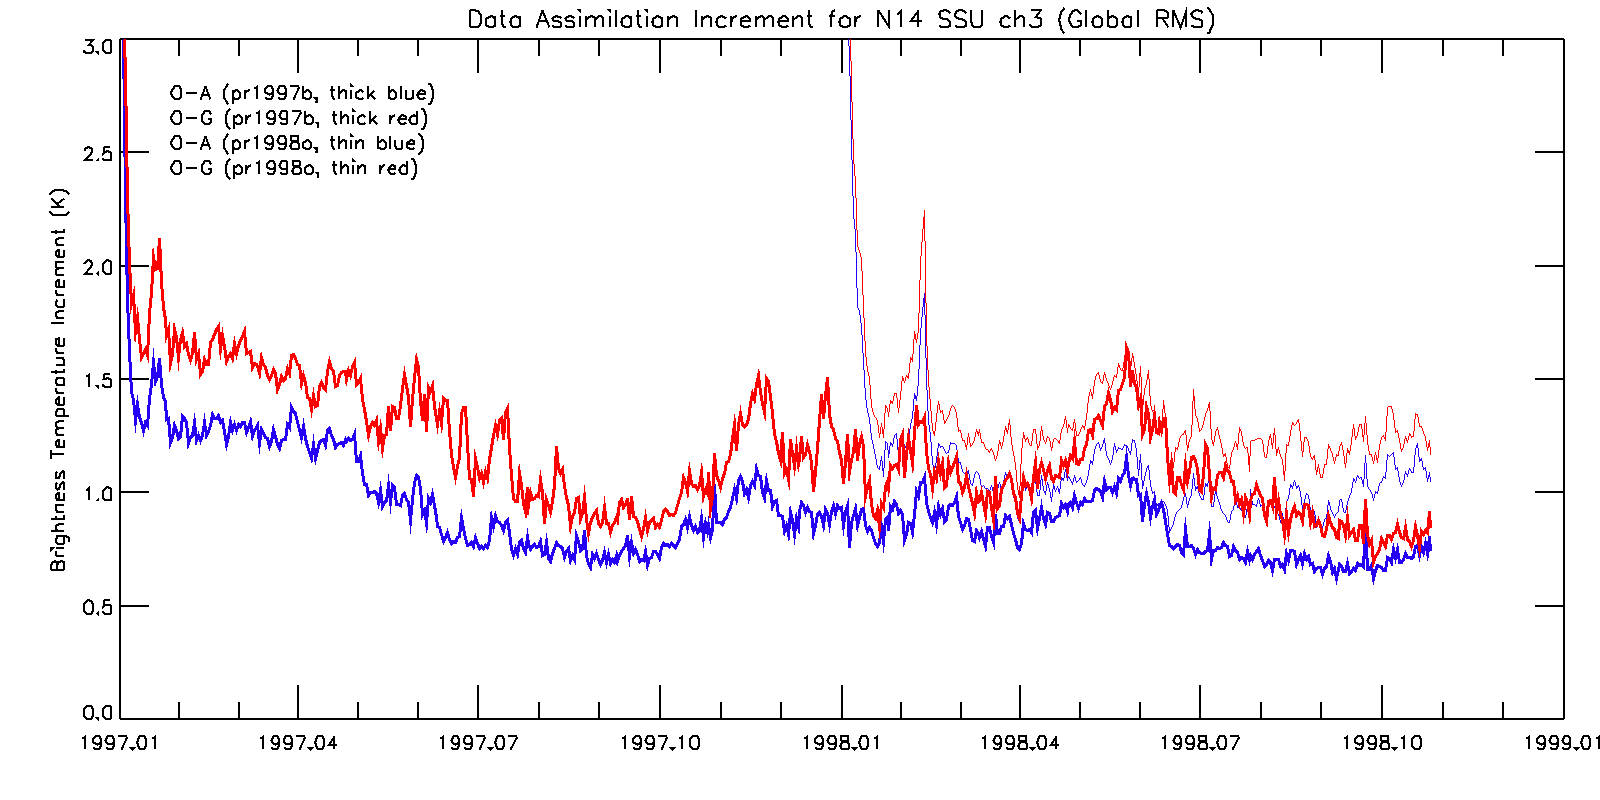 Data Assimilation Increment for N14 SSU ch3 (Global RMS)
O-A (pr1997b, thick blue)
O-G (pr1997b, thick red)
O-A (pr1998o, thin blue)
O-G (pr1998o, thin red)
Brightness Temperature Increment (K)
3.0
2.5
2.0
1.5
1.0
0.5
0.0
1997.01 1997.04 1997.07 1997.10 1998.01 1998.04 1998.07 1998.10 1999.01